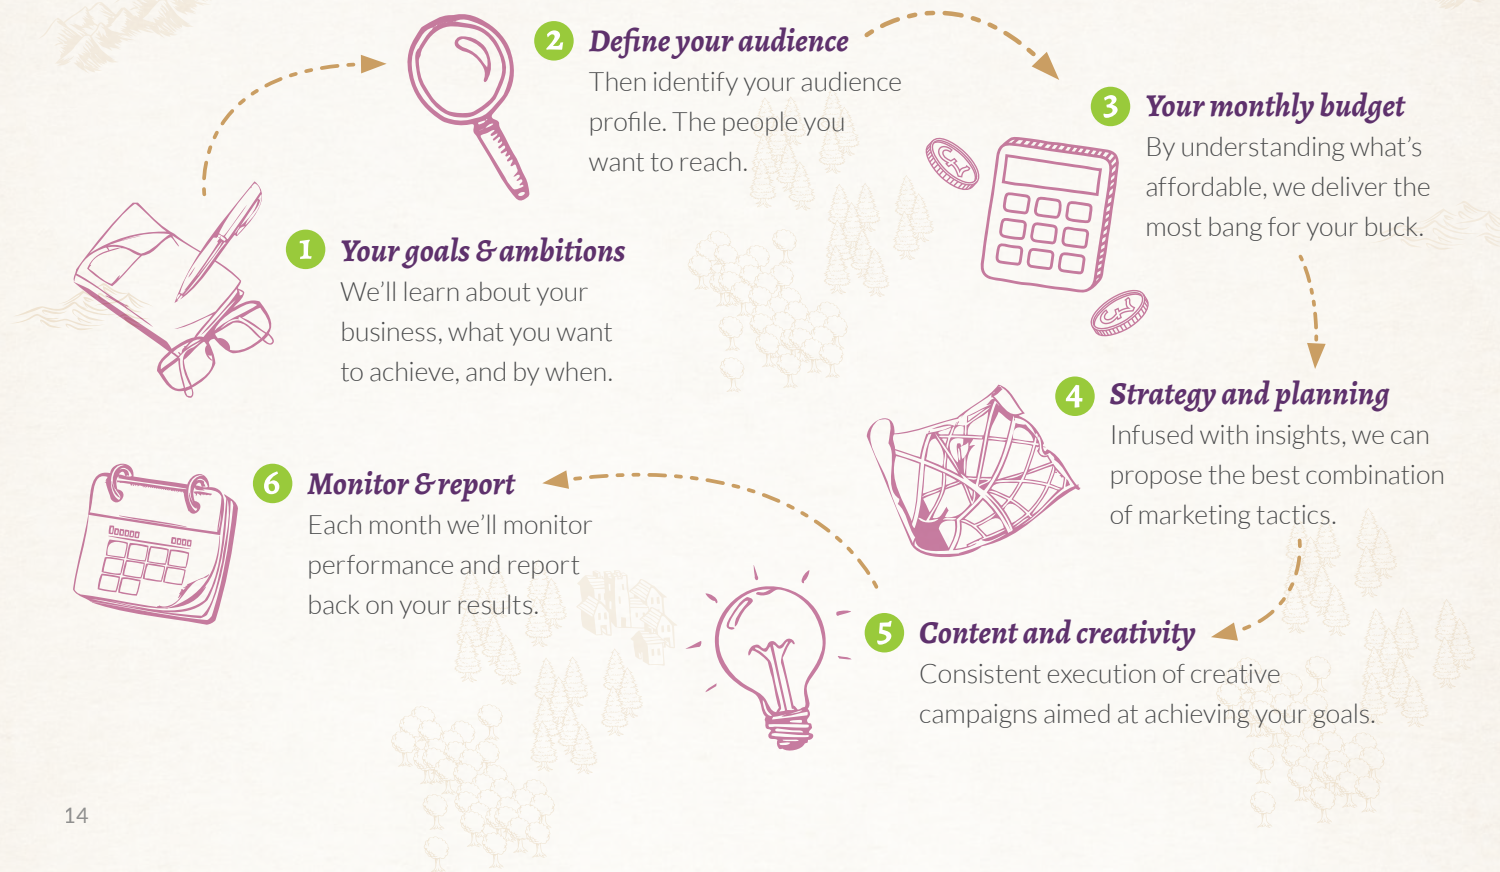 1 Your goals & ambitions
We'll learn about your
business, what you want
to achieve, and by when.
2 Define your audience
Then identify your audience
profile. The people you
want to reach.
3 Your monthly budget
By understanding what's
affordable, we deliver the
most bang for your buck.
4 Strategy and planning
Infused with insights, we can
propose the best combination
of marketing tactics.
5 Content and creativity
Consistent execution of creative
campaigns aimed at achieving your goals.
6 Monitor & report
Each month we'll monitor
performance and report
back on your results.
14